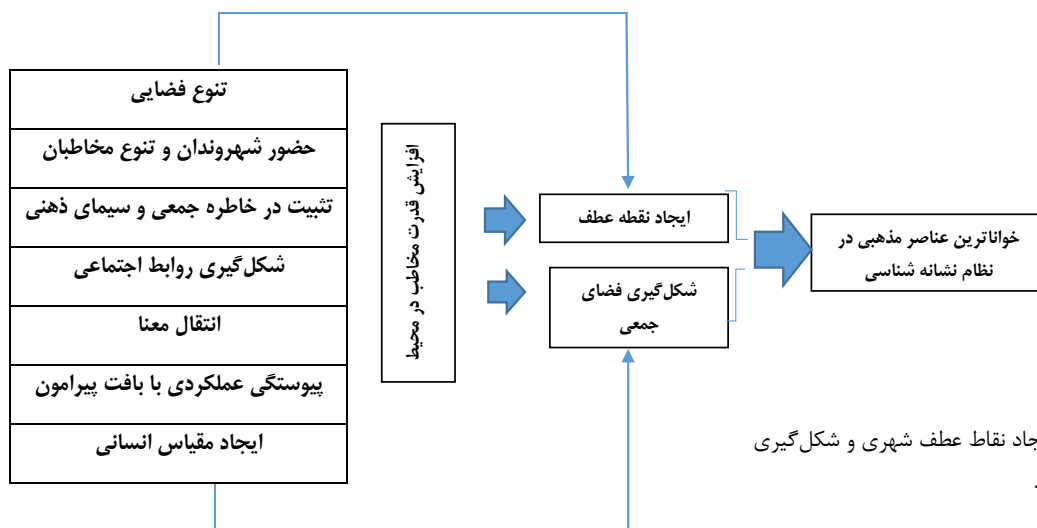 تنوع فضایی
حضور شهروندان و تنوع مخاطبان
تثبیت در خاطره جمعی و سیمای ذهنی
شکل‌گیری روابط اجتماعی
انتقال معنا
پیوستگی عملکردی با بافت پیرامون
ایجاد مقیاس انسانی
افزایش قدرت مخاطب در محیط
ایجاد نقطه عطف
شکل‌گیری فضای
جمعی
خواناترین عناصر مذهبی در
نظام نشانه شناسی
نقاط عطف شهری و شکل‌گیری
.